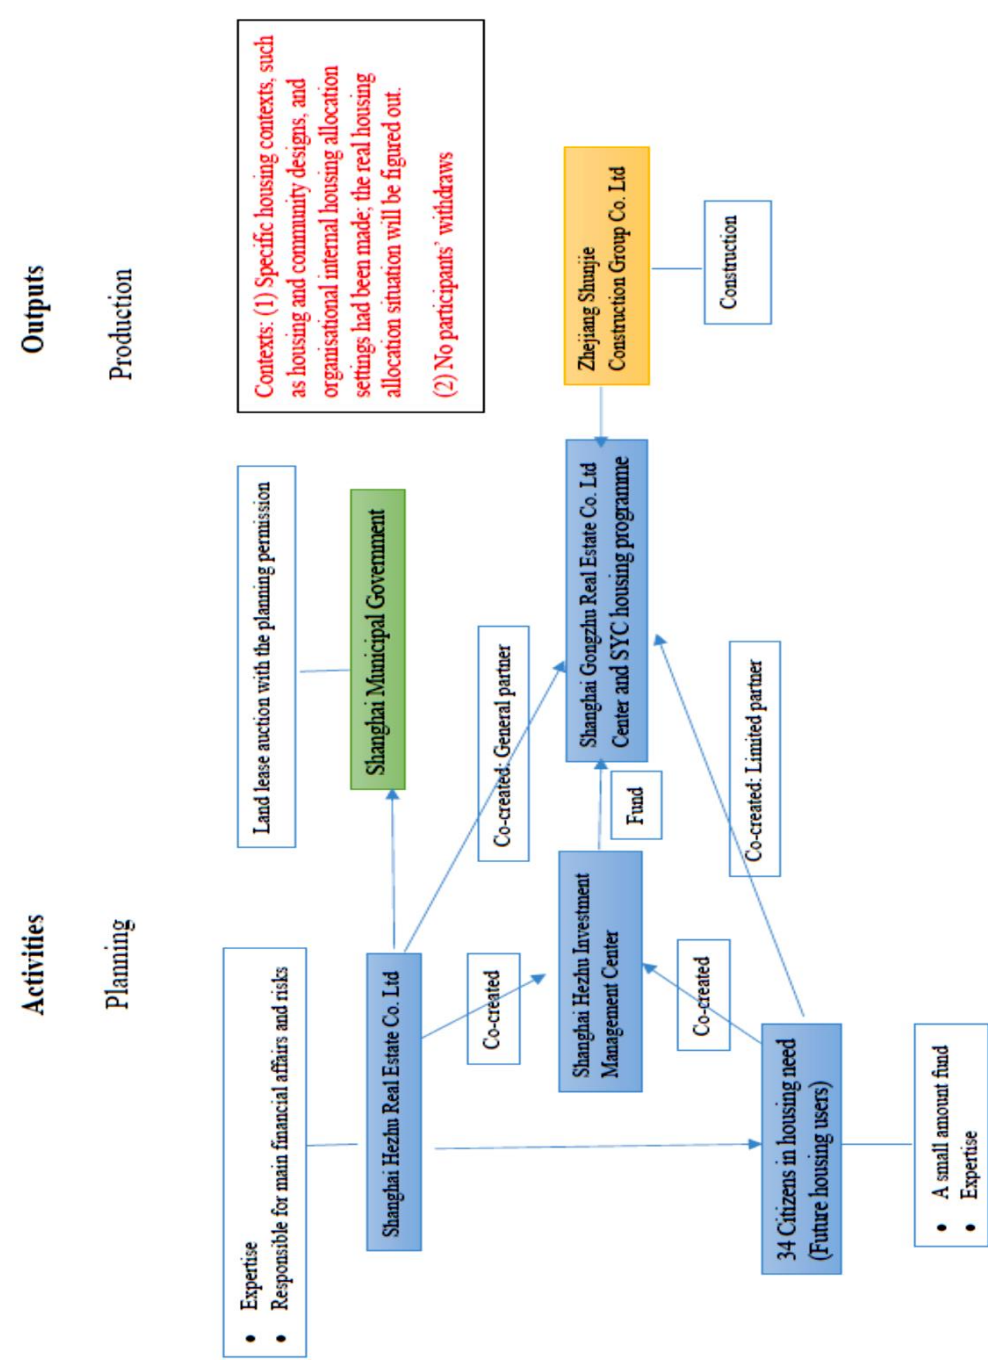 Activities
Outputs
Planning
Production
• Expertise
• Responsible for main financial affairs and risks
Land lease auction with the planning permission
Contexts: (1) Specific housing contexts, such
as housing and community designs, and
organisational internal housing allocation
settings had been made; the real housing
allocation situation will be figured out.
(2) No participants’ withdraws
Shanghai Hezhu Real Estate Co. Ltd
Shanghai Municipal Government
Co-created
Co-created: General partner
Shanghai Hezhu Investment
Management Center
Fund
Shanghai Gongzhu Real Estate Co. Ltd
Center and SYC housing programme
Zhejiang Shunjie
Construction Group Co. Ltd
Co-created
Co-created: Limited partner
Construction
34 Citizens in housing need
(Future housing users)
• A small amount fund
• Expertise